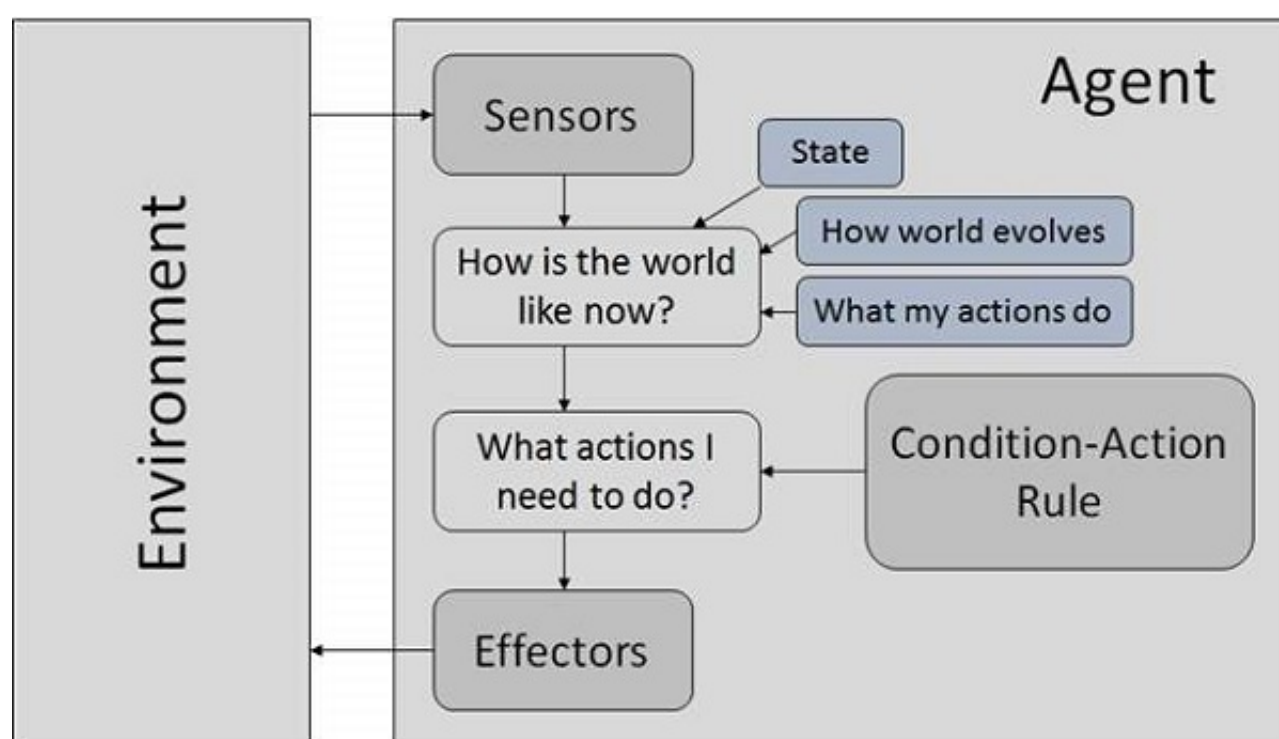 Environment
Agent
Sensors
State
How world evolves
How is the world
like now?
What my actions do
What actions I
need to do?
Condition-Action
Rule
Effectors